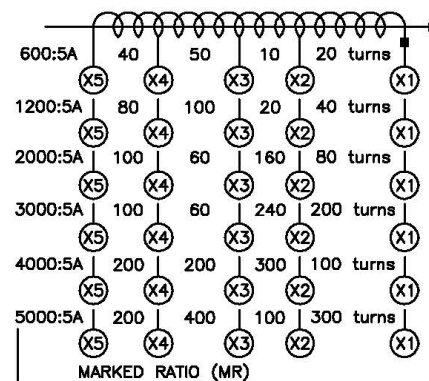 600:5A 40 50 10 20 turns
X5 X4 X3 X2 X1
1200:5A 80 100 20 40 turns
X5 X4 X3 X2 X1
2000:5A 100 60 160 80 turns
X5 X4 X3 X2 X1
3000:5A 100 60 240 200 turns
X5 X4 X3 X2 X1
4000:5A 200 200 300 100 turns
X5 X4 X3 X2 X1
5000:5A 200 400 100 300 turns
X5 X4 X3 X2 X1
MARKED RATIO (MR)